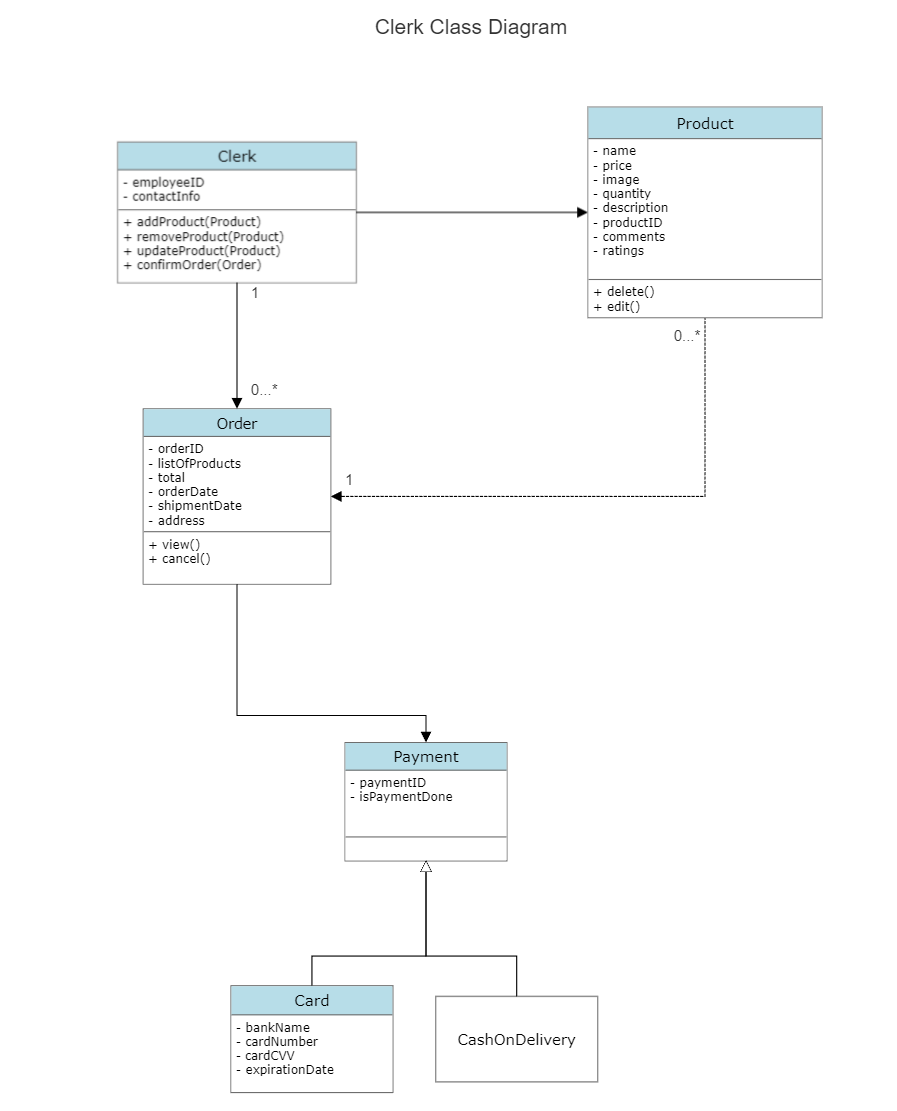 Clerk Class Diagram
Product
- name
- price
- image
- quantity
- description
- productID
- comments
- ratings
+ delete()
+ edit()
Clerk
- employeeID
- contactInfo
+ addProduct(Product)
+ removeProduct(Product)
+ updateProduct(Product)
+ confirmOrder(Order)
1
0...*
0...*
1
Order
- orderID
- listOfProducts
- total
- orderDate
- shipmentDate
- address
+ view()
+ cancel()
Payment
- paymentID
- isPaymentDone
Card
- bankName
- cardNumber
- cardCVV
- expirationDate
CashOnDelivery